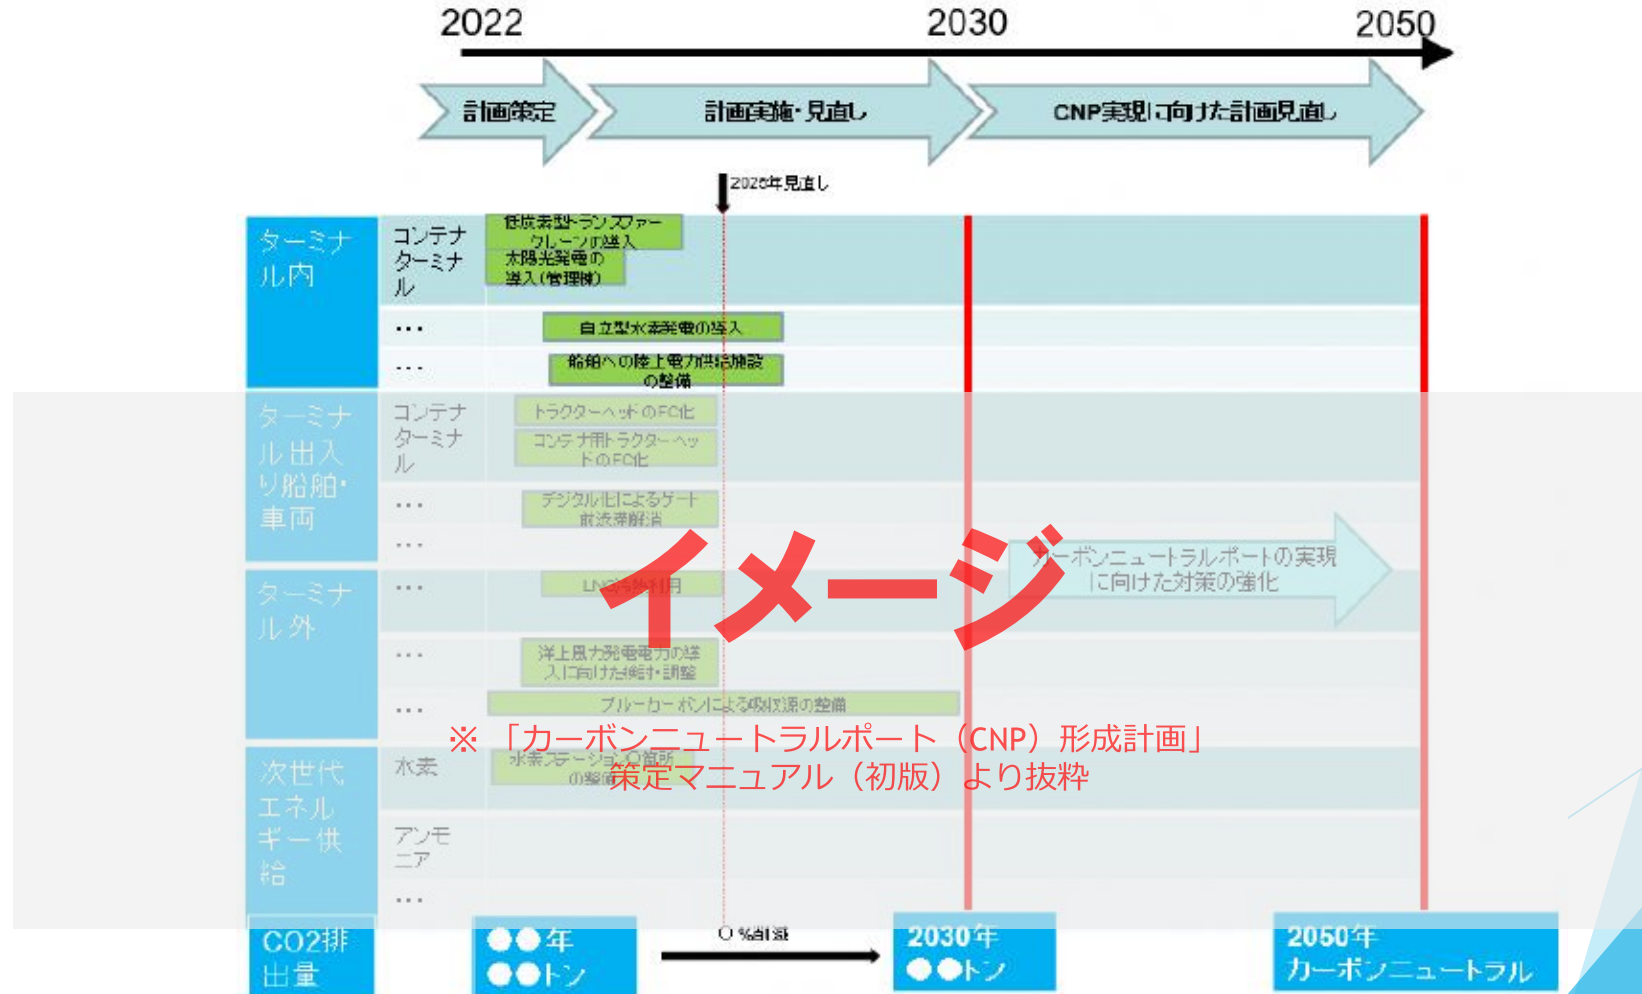 2022
2030
2050
計画策定
計画実施・見直し
CNP実現に向けた計画見直し
2025年見直し
ターミナ
ル内
コンテナ
ターミナ
ル
低炭素型トランスファー
クレーンの導入
太陽光発電の
導入(管理棟)
…
自立型水素発電の導入
…
船舶への陸上電力供給施設
の整備
ターミナ
ル出入
り船舶・
車両
コンテナ
ターミナ
ル
トラクターヘッドのFC化
コンテナ用トラクターヘッ
ドのFC化
…
デジタル化によるゲート
前渋滞解消
…
カーボンニュートラルポートの実現
に向けた対策の強化
イメージ
ターミナ
ル外
…
LNG冷熱利用
…
洋上風力発電電力の導
入に向けた検討・調整
…
ブルーカーボンによる吸収源の整備
※「カーボンニュートラルポート（CNP）形成計画」
策定マニュアル（初版）より抜粋
次世代
エネル
ギー供
給
水素
水素ステーション〇箇所
の整備
アンモ
ニア
…
CO2排
出量
●●年
●●トン
〇%削減
2030年
●●トン
2050年
カーボンニュートラル